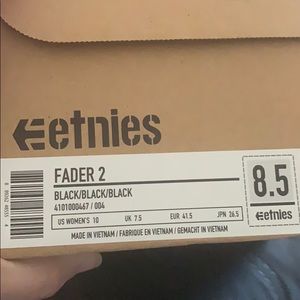 etnies
FADER 2
BLACK/BLACK/BLACK
4101000467 / 004
8.5
US WOMEN'S 10 UK 7.5 EUR 41.5 JPN 26.5
etnies
MADE IN VIETNAM / FABRIQUE EN VIETNAM / GEMACHT IN VIETNAM